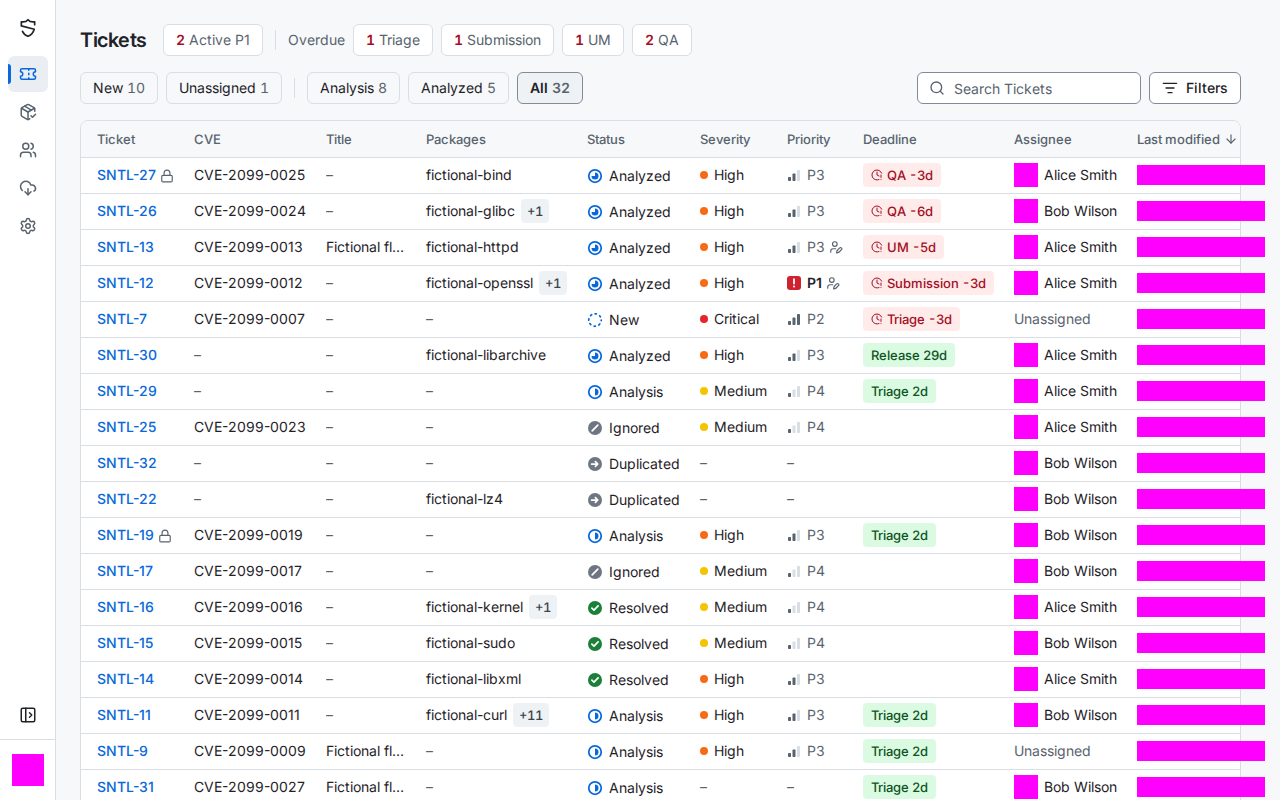 Tickets 2 Active P1 Overdue 1 Triage 1 Submission 1 UM 2 QA
New 10 Unassigned 1 Analysis 8 Analyzed 5 All 32 Search Tickets Filters
Ticket CVE Title Packages Status Severity Priority Deadline Assignee Last modified
SNTL-27 CVE-2099-0025 – fictional-bind Analyzed High P3 QA -3d Alice Smith
SNTL-26 CVE-2099-0024 – fictional-glibc +1 Analyzed High P3 QA -6d Bob Wilson
SNTL-13 CVE-2099-0013 Fictional fl... fictional-httpd Analyzed High P3 UM -5d Alice Smith
SNTL-12 CVE-2099-0012 – fictional-openssl +1 Analyzed High P1 Submission -3d Alice Smith
SNTL-7 CVE-2099-0007 – – New Critical P2 Triage -3d Unassigned
SNTL-30 – – fictional-libarchive Analyzed High P3 Release 29d Alice Smith
SNTL-29 – – – Analysis Medium P4 Triage 2d Alice Smith
SNTL-25 CVE-2099-0023 – – Ignored Medium P4 Alice Smith
SNTL-32 – – – Duplicated – – Bob Wilson
SNTL-22 – – fictional-lz4 Duplicated – – Bob Wilson
SNTL-19 CVE-2099-0019 – – Analysis High P3 Triage 2d Bob Wilson
SNTL-17 CVE-2099-0017 – – Ignored Medium P4 Bob Wilson
SNTL-16 CVE-2099-0016 – fictional-kernel +1 Resolved Medium P4 Alice Smith
SNTL-15 CVE-2099-0015 – fictional-sudo Resolved Medium P4 Bob Wilson
SNTL-14 CVE-2099-0014 – fictional-libxml Resolved High P3 Alice Smith
SNTL-11 CVE-2099-0011 – fictional-curl +11 Analysis High P3 Triage 2d Bob Wilson
SNTL-9 CVE-2099-0009 Fictional fl... – Analysis High P3 Triage 2d Unassigned
SNTL-31 CVE-2099-0027 Fictional fl... – Analysis – – Triage 2d Bob Wilson